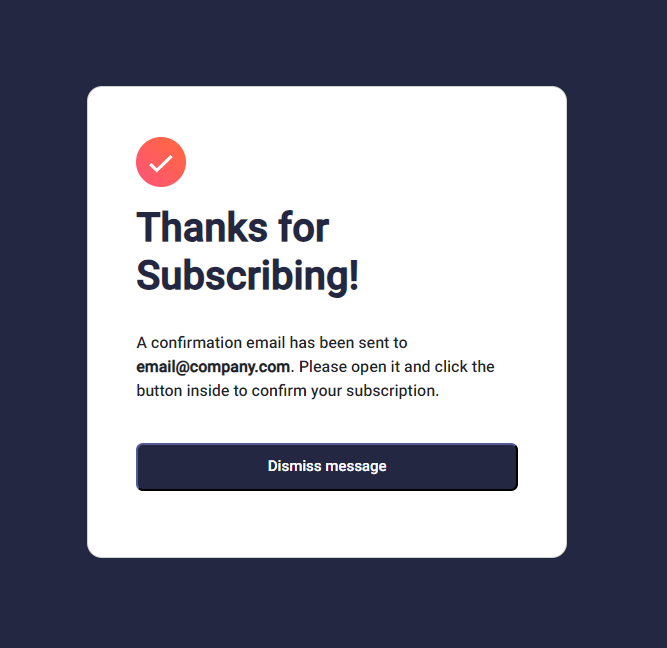 Thanks for
Subscribing!
A confirmation email has been sent to
email@company.com. Please open it and click the
button inside to confirm your subscription.
Dismiss message